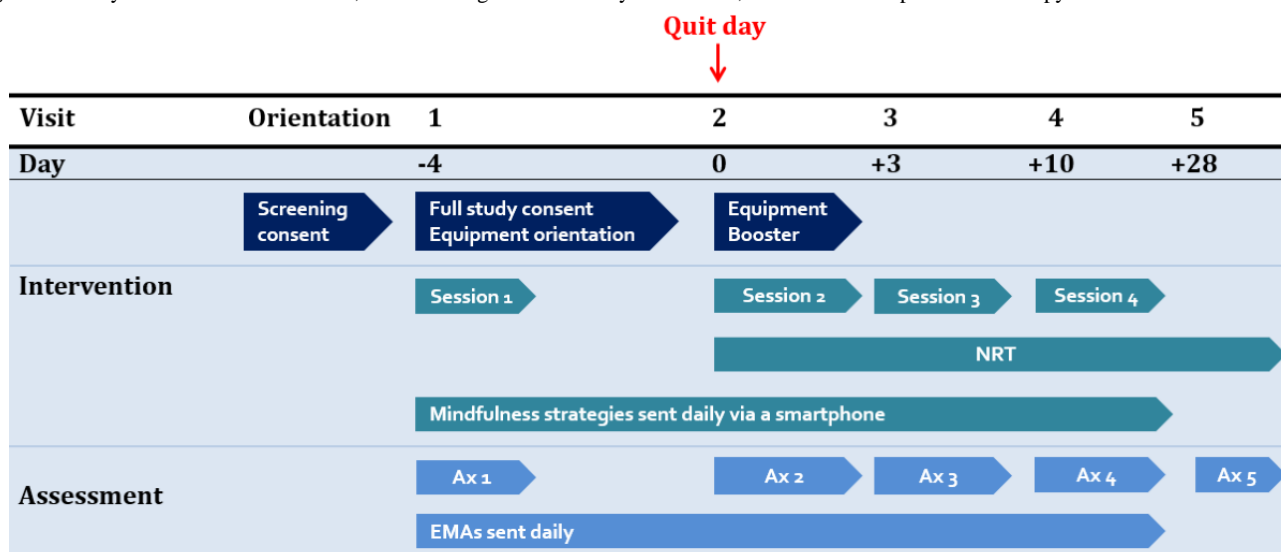 Quit day
Visit Orientation 1 2 3 4 5
Day -4 0 +3 +10 +28
Screening consent
Full study consent
Equipment orientation
Equipment
Booster
Intervention
Session 1 Session 2 Session 3 Session 4
NRT
Mindfulness strategies sent daily via a smartphone
Assessment
Ax 1 Ax 2 Ax 3 Ax 4 Ax 5
EMAs sent daily